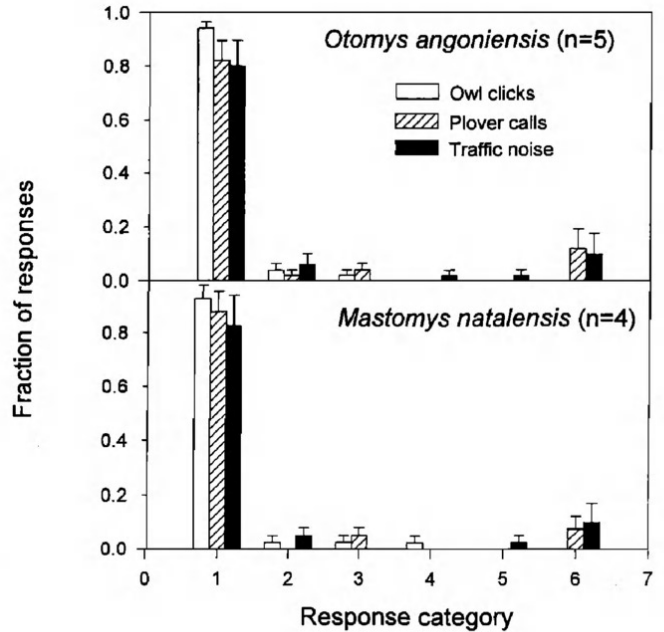 1.0
Otomys angoniensis (n=5)
0.8
Owl clicks
Plover calls
0.6
Traffic noise
0.4
0.2
0.0
Fraction of responses
Mastomys natalensis (n=4)
0.8
0.6
0.4
0.2
0.0
0 1 2 3 4 5 6 7
Response category